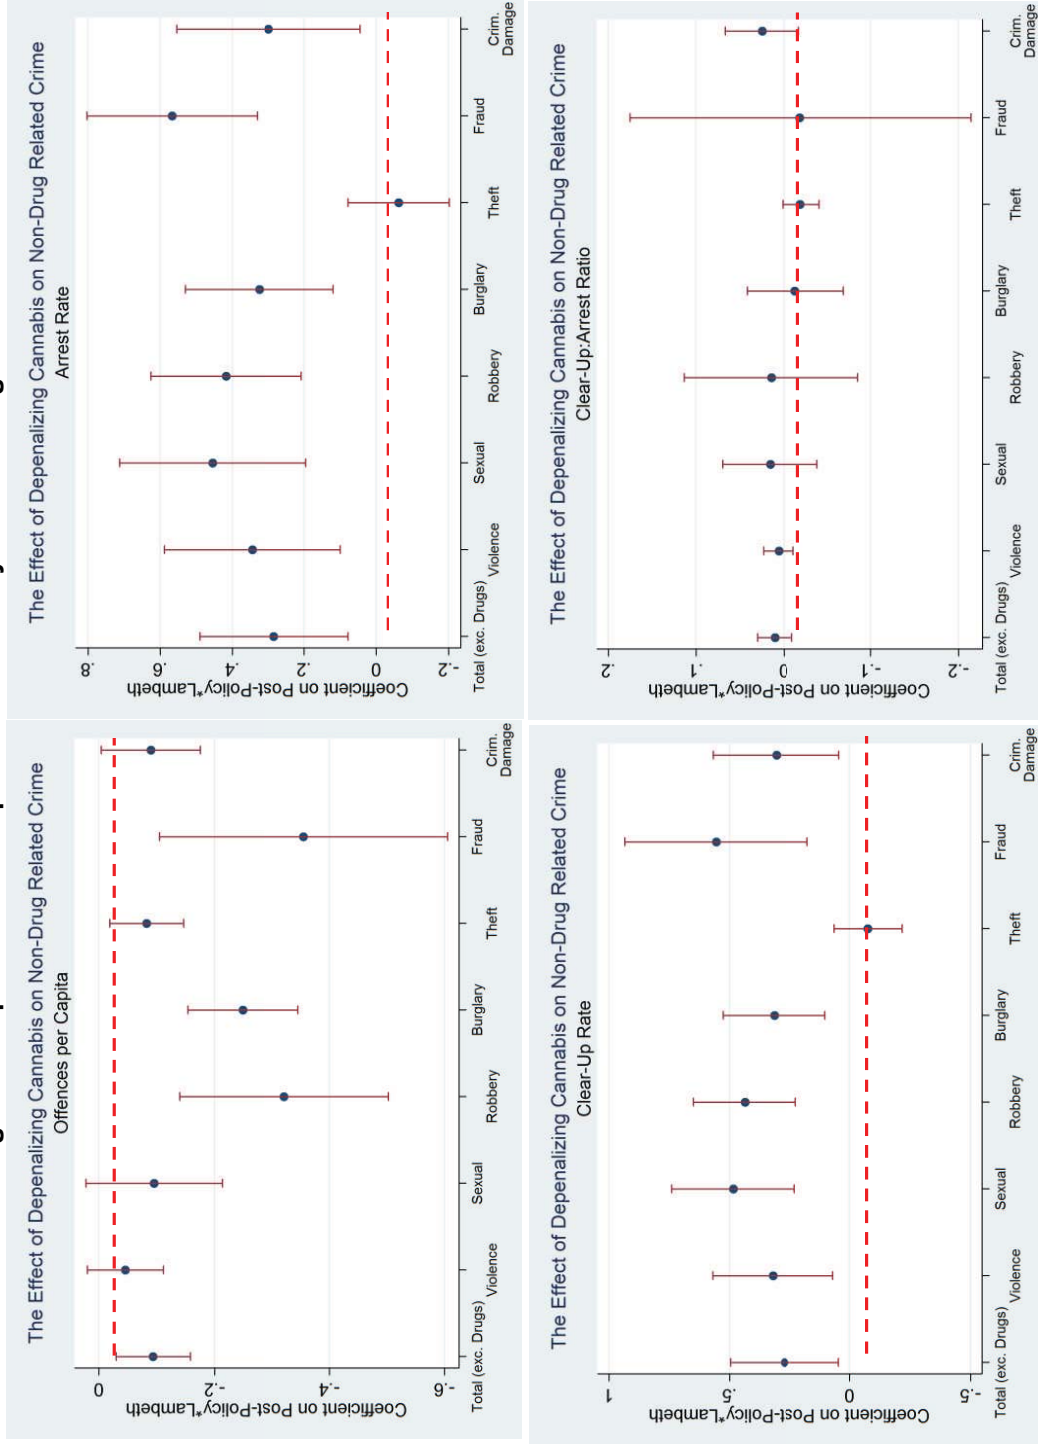 The Effect of Depenalizing Cannabis on Non-Drug Related Crime
Offences per Capita
Coefficient on Post-Policy*Lambeth
0
-.2
-.4
-.6
Total (exc. Drugs)
Violence
Sexual
Robbery
Burglary
Theft
Fraud
Crim.
Damage
The Effect of Depenalizing Cannabis on Non-Drug Related Crime
Arrest Rate
Coefficient on Post-Policy*Lambeth
.8
.6
.4
.2
0
-.2
Total (exc. Drugs)
Violence
Sexual
Robbery
Burglary
Theft
Fraud
Crim.
Damage
The Effect of Depenalizing Cannabis on Non-Drug Related Crime
Clear-Up Rate
Coefficient on Post-Policy*Lambeth
1
.5
0
-.5
Total (exc. Drugs)
Violence
Sexual
Robbery
Burglary
Theft
Fraud
Crim.
Damage
The Effect of Depenalizing Cannabis on Non-Drug Related Crime
Clear-Up:Arrest Ratio
Coefficient on Post-Policy*Lambeth
.2
.1
0
-.1
-.2
Total (exc. Drugs)
Violence
Sexual
Robbery
Burglary
Theft
Fraud
Crim.
Damage